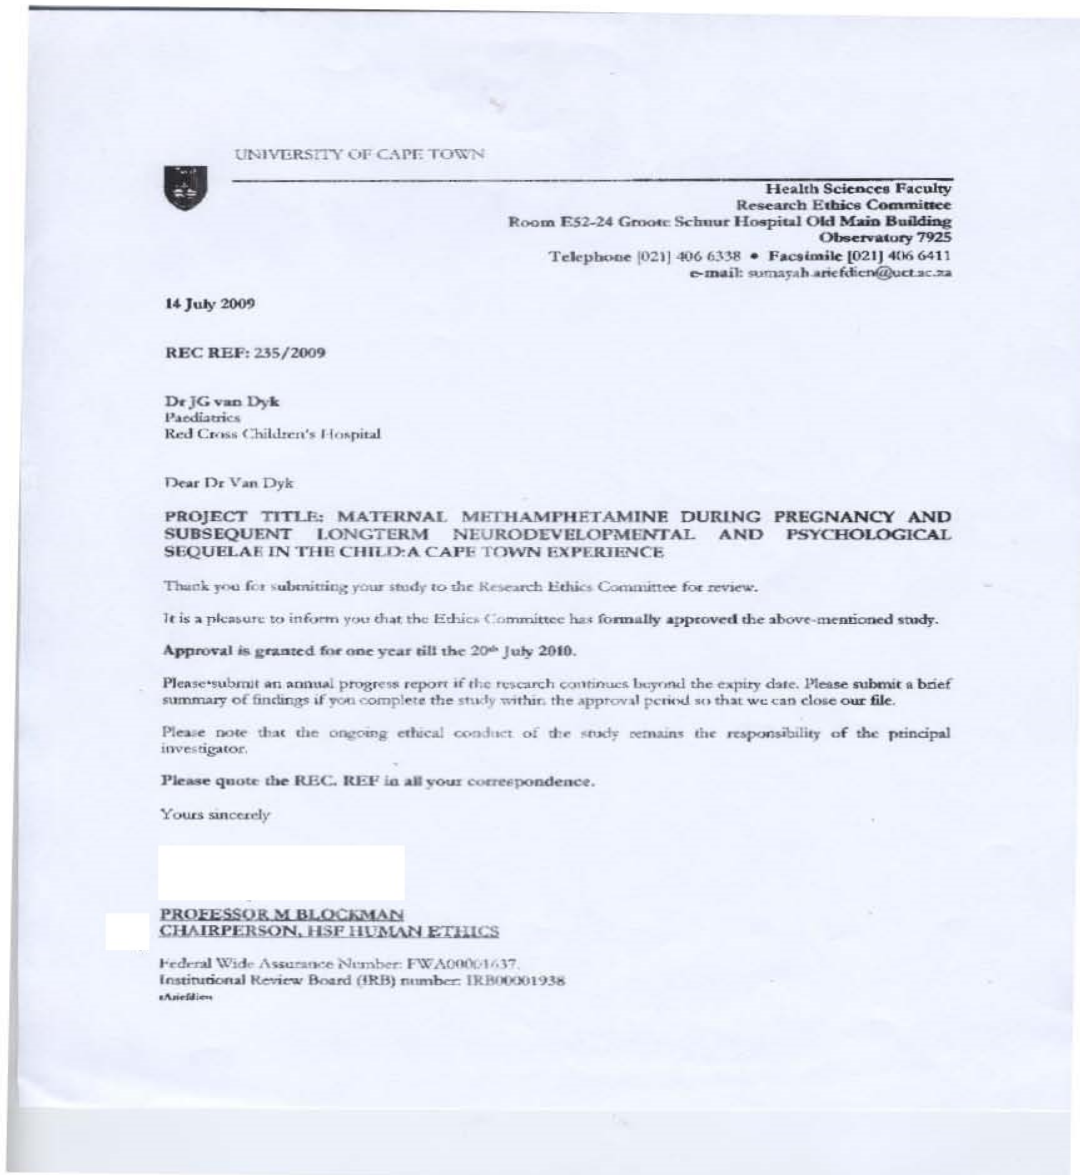 UNIVERSITY OF CAPE TOWN
Health Sciences Faculty
Research Ethics Committee
Room E52-24 Groote Schuur Hospital Old Main Building
Observatory 7925
Telephone [021] 406 6338 • Facsimile [021] 406 6411
e-mail: sumayah.ariefdien@uct.ac.za
14 July 2009
REC REF: 235/2009
Dr JG van Dyk
Paediatrics
Red Cross Children's Hospital
Dear Dr Van Dyk
PROJECT TITLE: MATERNAL METHAMPHETAMINE DURING PREGNANCY AND
SUBSEQUENT LONGTERM NEURODEVELOPMENTAL AND PSYCHOLOGICAL
SEQUELAE IN THE CHILD:A CAPE TOWN EXPERIENCE
Thank you for submitting your study to the Research Ethics Committee for review.
It is a pleasure to inform you that the Ethics Committee has formally approved the above-mentioned study.
Approval is granted for one year till the 20th July 2010.
Please submit an annual progress report if the research continues beyond the expiry date. Please submit a brief
summary of findings if you complete the study within the approval period so that we can close our file.
Please note that the ongoing ethical conduct of the study remains the responsibility of the principal
investigator.
Please quote the REC. REF in all your correspondence.
Yours sincerely
PROFESSOR M BLOCKMAN
CHAIRPERSON, HSF HUMAN ETHICS
Federal Wide Assurance Number: FWA00001637.
Institutional Review Board (IRB) number: IRB00001938
sAriefdien